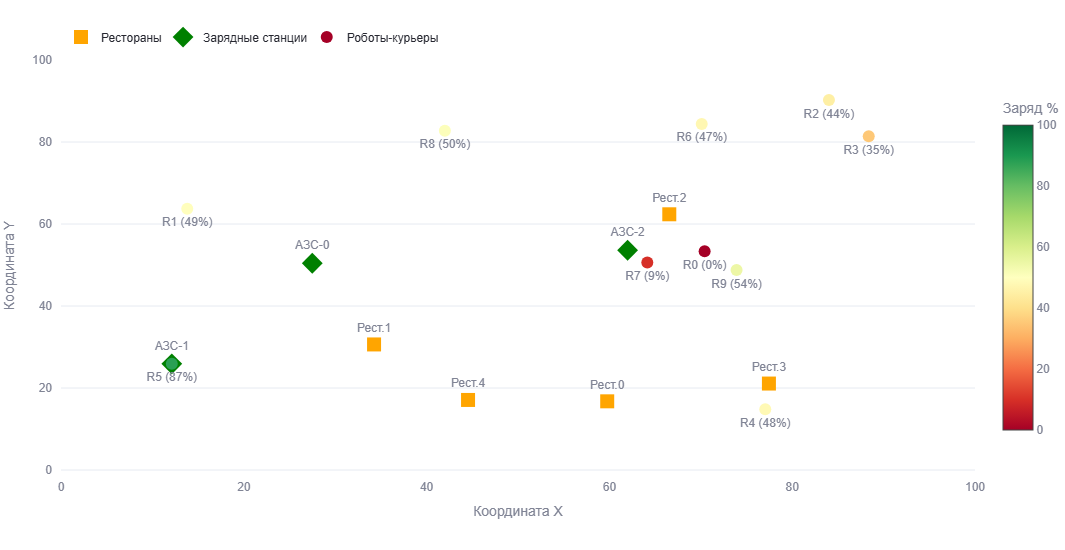 Рестораны
Зарядные станции
Роботы-курьеры
100
80
60
40
20
0
Координата Y
R2 (44%)
R6 (47%)
R8 (50%)
R3 (35%)
Рест.2
R1 (49%)
АЗС-2
АЗС-0
R0 (0%)
R7 (9%)
R9 (54%)
Рест.1
АЗС-1
R5 (87%)
Рест.3
Рест.4
Рест.0
R4 (48%)
0
20
40
60
80
100
Координата X
Заряд %
100
80
60
40
20
0